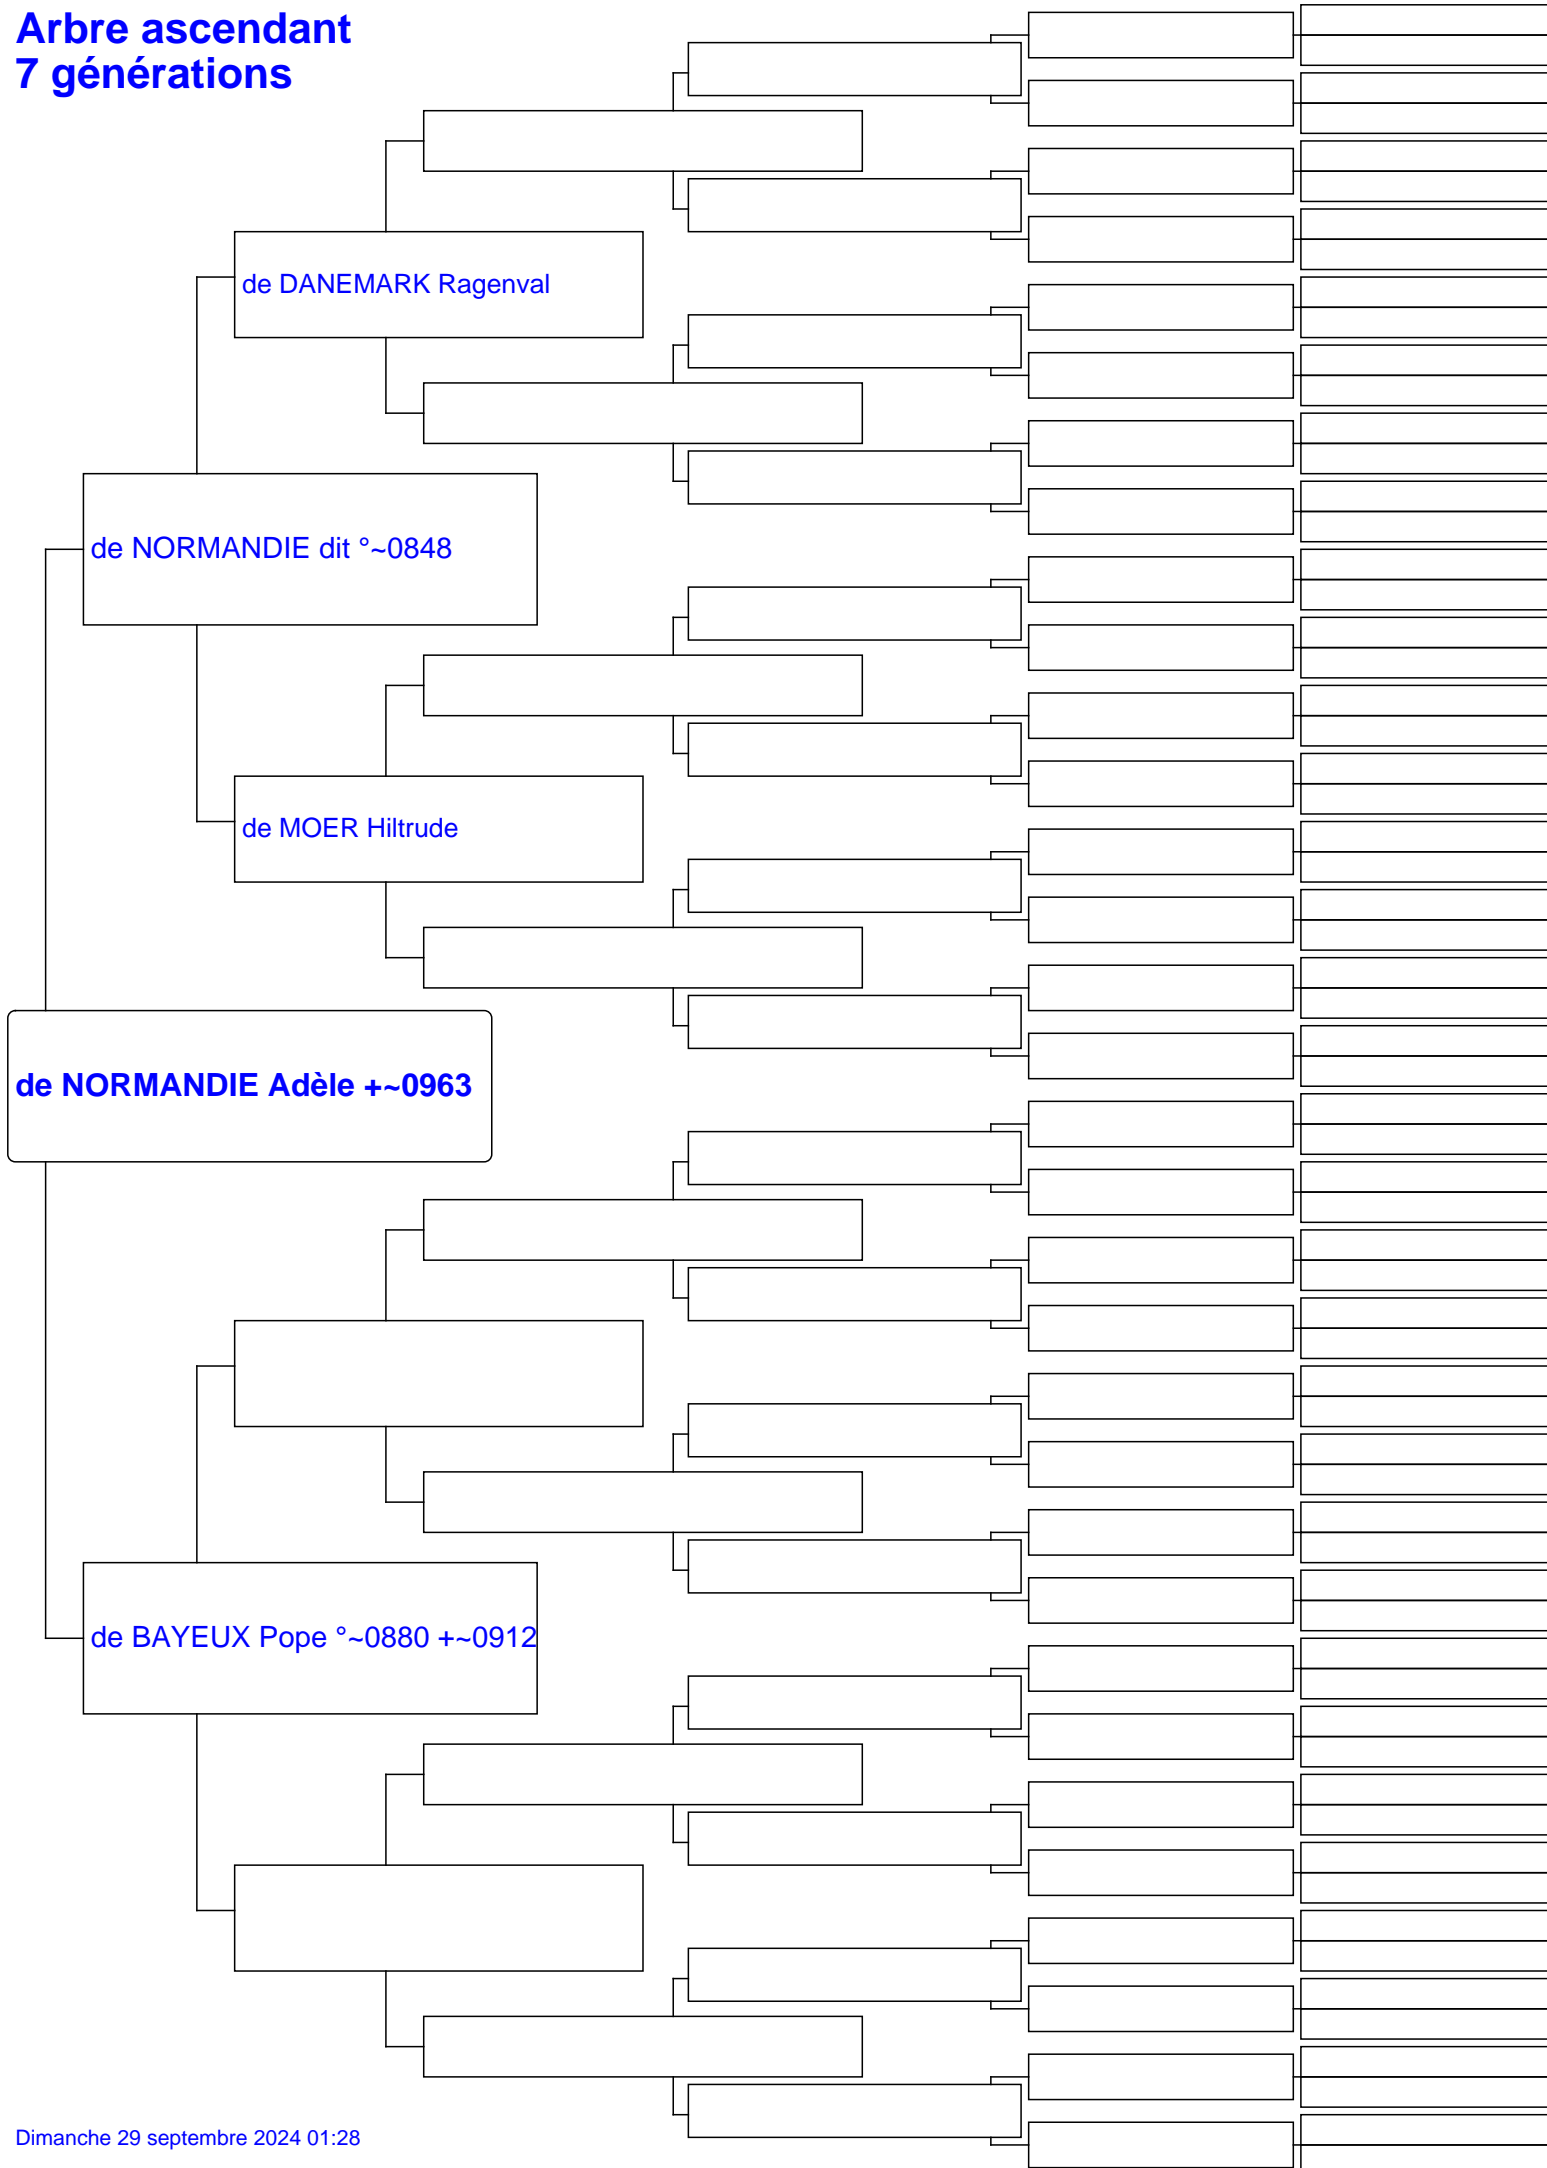 Arbre ascendant
7 générations
de DANEMARK Ragenval
de NORMANDIE dit °~0848
de MOER Hiltrude
de NORMANDIE Adèle +~0963
de BAYEUX Pope °~0880 +~0912
Dimanche 29 septembre 2024 01:28